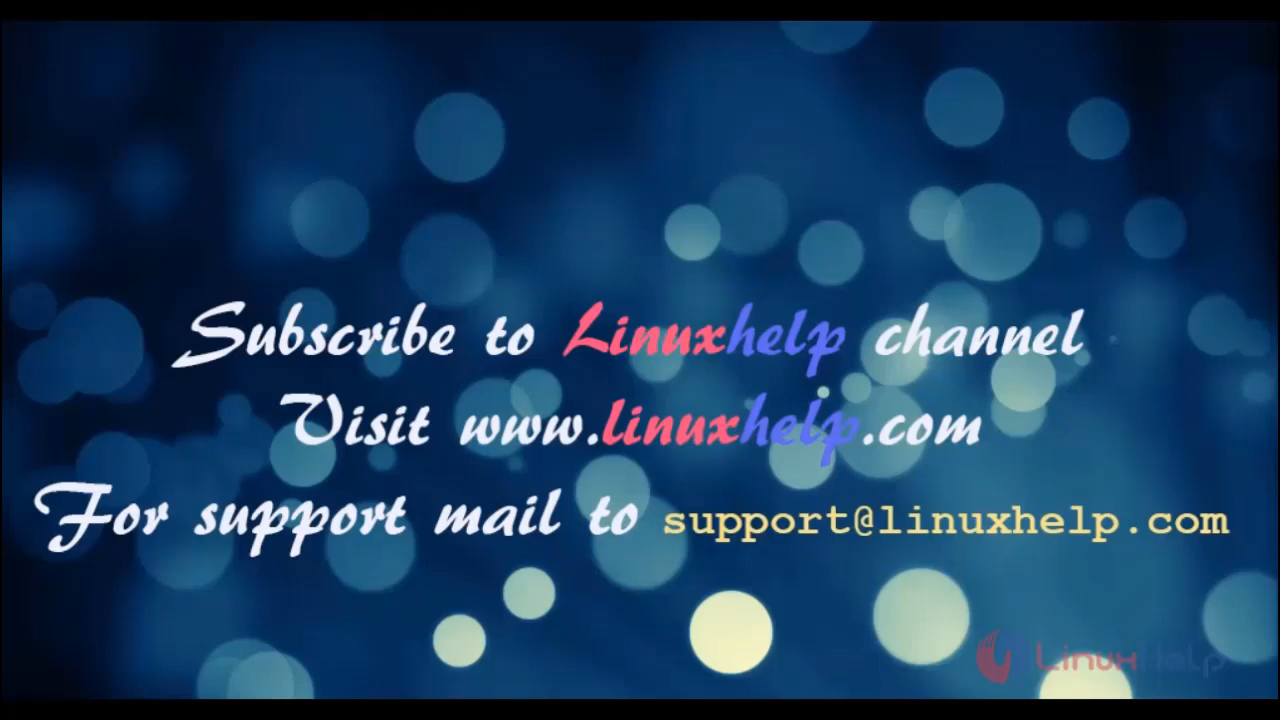 Subscribe to Linuxhelp channel
Visit www.linuxhelp.com
For support mail to support@linuxhelp.com
LinuxHelp